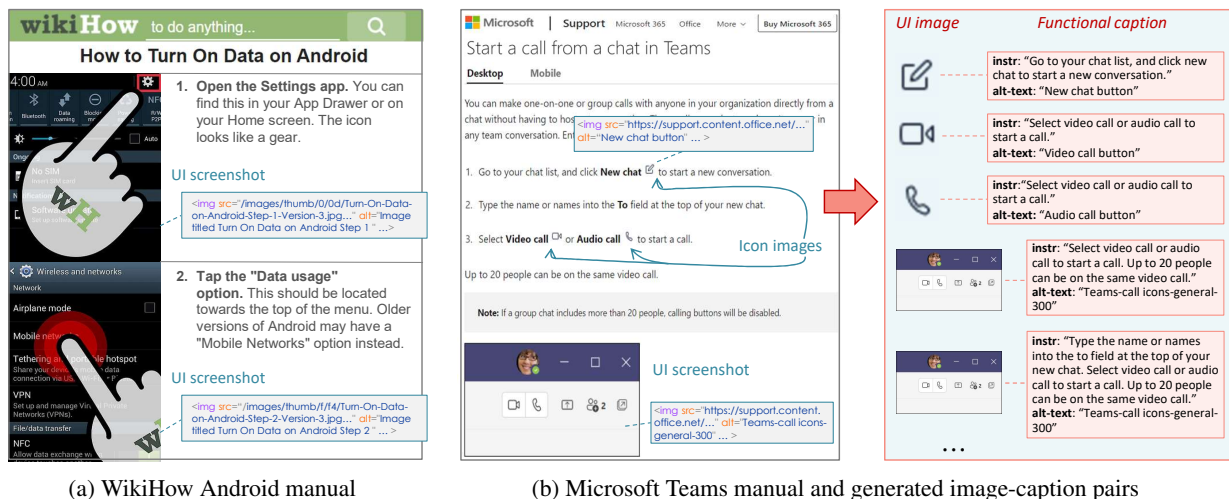 wikiHow to do anything...
How to Turn On Data on Android
4:00 AM
Bluetooth
Data
roaming
NFC
Auto
No SIM
1. Open the Settings app. You can
find this in your App Drawer or on
your Home screen. The icon
looks like a gear.
UI screenshot
<img src="/images/thumb/0/0d/Turn-On-Data-
on-Android-Step-1-Version-3.jpg..." alt="Image
titled Turn On Data on Android Step 1 " ...>
Wireless and networks
Network
Airplane mode
Mobile
VPN
File/data transfer
NFC
2. Tap the "Data usage"
option. This should be located
towards the top of the menu. Older
versions of Android may have a
"Mobile Networks" option instead.
UI screenshot
<img src="/images/thumb/f/f4/Turn-On-Data-
on-Android-Step-2-Version-3.jpg..." alt="Image
titled Turn On Data on Android Step 2 " ... >
(a) WikiHow Android manual
Microsoft | Support Microsoft 365 Office More Buy Microsoft 365
Start a call from a chat in Teams
Desktop Mobile
You can make one-on-one or group calls with anyone in your organization directly from a
chat without having to
in
any team conversation.
<img src="https://support.content.office.net/..."
alt="New chat button" ... >
1. Go to your chat list, and click New chat to start a new conversation.
2. Type the name or names into the To field at the top of your new chat.
3. Select Video call or Audio call to start a call.
Icon images
Up to 20 people can be on the same video call.
Note: If a group chat includes more than 20 people, calling buttons will be disabled.
2
UI screenshot
<img src="https://support.content.
office.net/..." alt="Teams-call icons-
general-300" ... >
UI image Functional caption
instr: "Go to your chat list, and click new
chat to start a new conversation."
alt-text: "New chat button"
instr: "Select video call or audio call to
start a call."
alt-text: "Video call button"
instr:"Select video call or audio call to
start a call."
alt-text: "Audio call button"
2
instr: "Select video or audio
call to start a call. Up to 20 people
can be on the same video call."
alt-text: "Teams-call icons-general-
300"
2
instr: "Type the name or names
into the to field at the top of your
new chat. Select video call or audio
call to start a call. Up to 20 people
can be on the same video call."
alt-text: "Teams-call icons-general-
300"
...
(b) Microsoft Teams manual and generated image-caption pairs